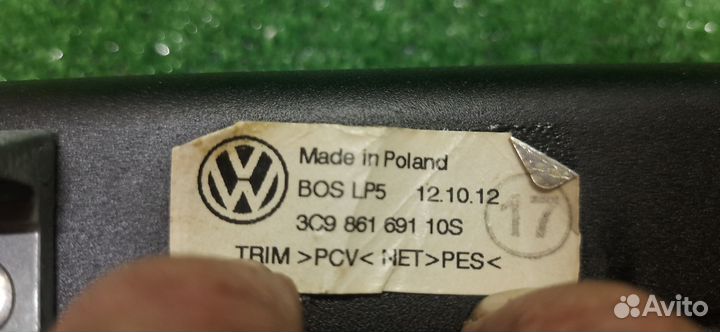 Made in Poland
BOS LP5 12.10.12
3C9 861 691 10S
17
TRIM >PCV< NET>PES<
Avito